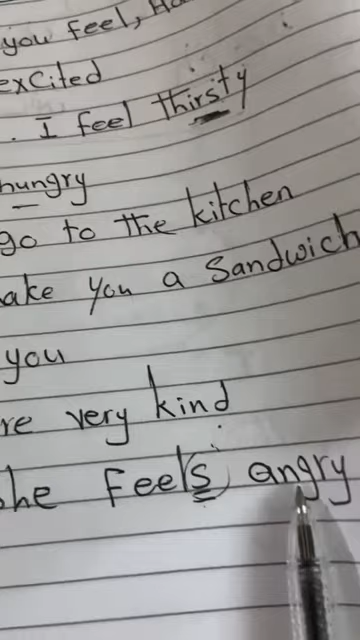 you feel, Ha
excited
. I feel thirsty
hungry
go to the kitchen
ake you a sandwich
you
re very kind
he feels, angry